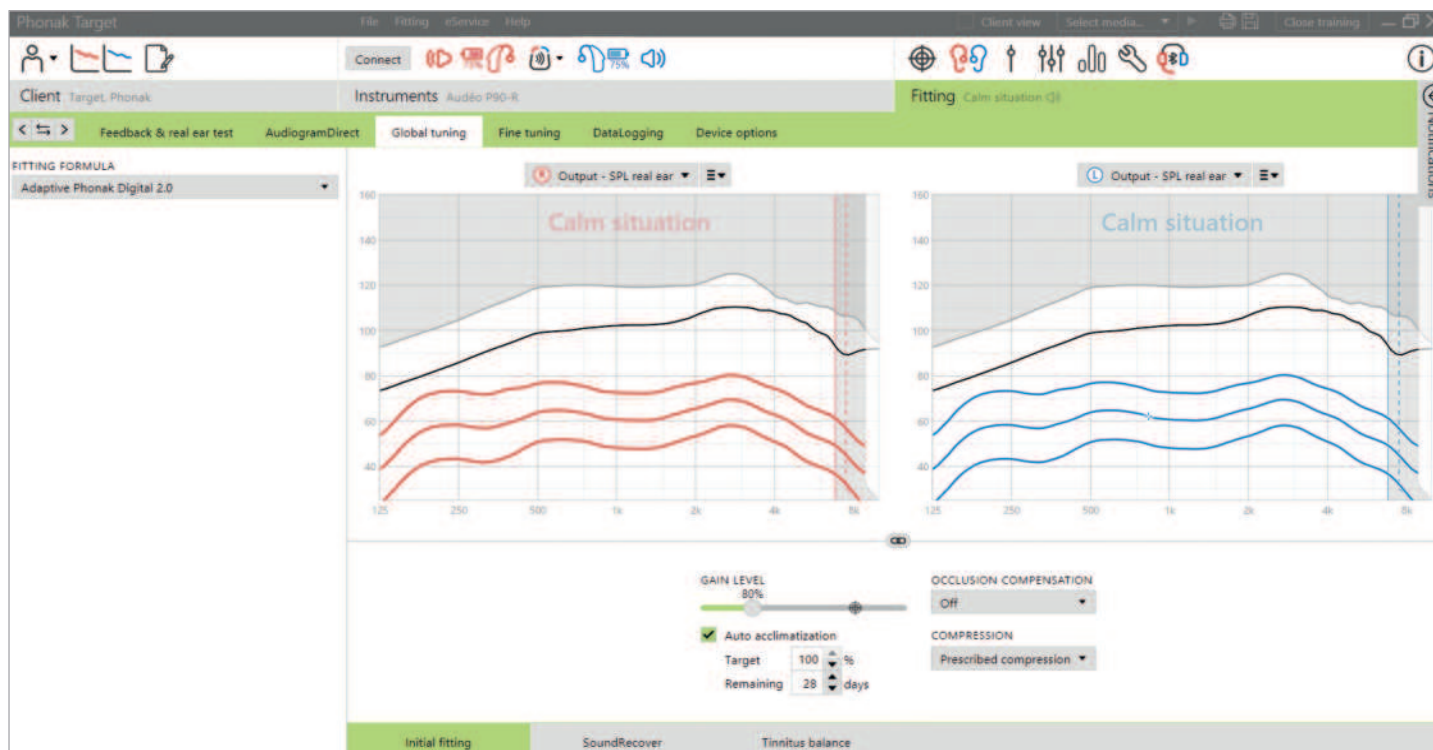 Phonak Target File Fitting eService Help Client view Select media... Close training
Connect 75% 75%
Client Target, Phonak Instruments Audéo P90-R Fitting Calm situation
Feedback & real ear test AudiogramDirect Global tuning Fine tuning DataLogging Device options
Notifications
FITTING FORMULA
Adaptive Phonak Digital 2.0
R Output - SPL real ear
160
140
120
100
80
60
40
Calm situation
125 250 500 1k 2k 4k 8k
L Output - SPL real ear
160
140
120
100
80
60
40
Calm situation
125 250 500 1k 2k 4k 8k
GAIN LEVEL
80%
Auto acclimatization
Target 100 %
Remaining 28 days
OCCLUSION COMPENSATION
Off
COMPRESSION
Prescribed compression
Initial fitting SoundRecover Tinnitus balance